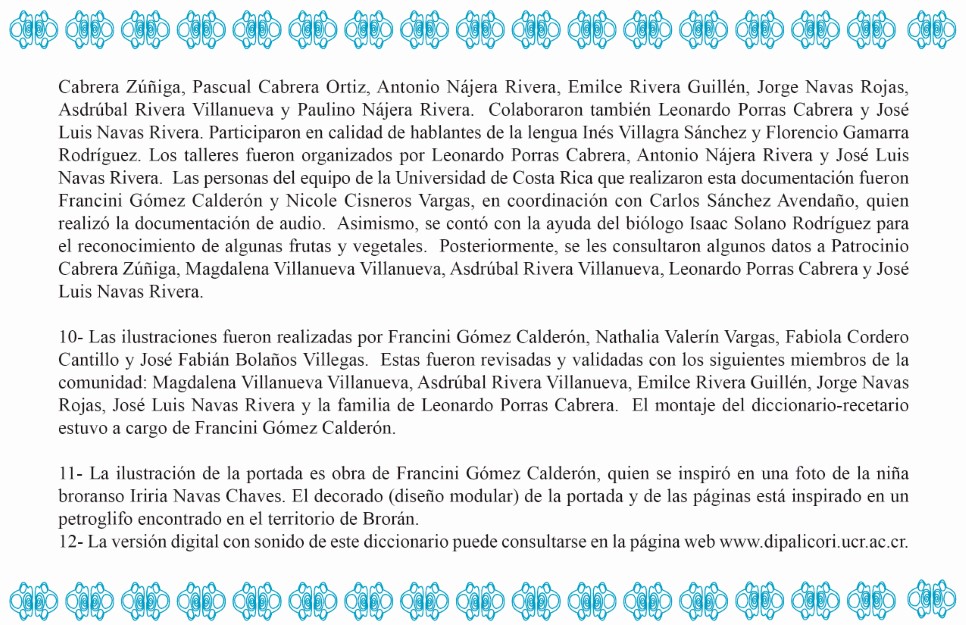 Cabrera Zúñiga, Pascual Cabrera Ortiz, Antonio Nájera Rivera, Emilce Rivera Guillén, Jorge Navas Rojas,
Asdrúbal Rivera Villanueva y Paulino Nájera Rivera.  Colaboraron también Leonardo Porras Cabrera y José
Luis Navas Rivera. Participaron en calidad de hablantes de la lengua Inés Villagra Sánchez y Florencio Gamarra
Rodríguez. Los talleres fueron organizados por Leonardo Porras Cabrera, Antonio Nájera Rivera y José Luis
Navas Rivera.  Las personas del equipo de la Universidad de Costa Rica que realizaron esta documentación fueron
Francini Gómez Calderón y Nicole Cisneros Vargas, en coordinación con Carlos Sánchez Avendaño, quien
realizó la documentación de audio.  Asimismo, se contó con la ayuda del biólogo Isaac Solano Rodríguez para
el reconocimiento de algunas frutas y vegetales.  Posteriormente, se les consultaron algunos datos a Patrocinio
Cabrera Zúñiga, Magdalena Villanueva Villanueva, Asdrúbal Rivera Villanueva, Leonardo Porras Cabrera y José
Luis Navas Rivera.

10- Las ilustraciones fueron realizadas por Francini Gómez Calderón, Nathalia Valerín Vargas, Fabiola Cordero
Cantillo y José Fabián Bolaños Villegas.  Estas fueron revisadas y validadas con los siguientes miembros de la
comunidad: Magdalena Villanueva Villanueva, Asdrúbal Rivera Villanueva, Emilce Rivera Guillén, Jorge Navas
Rojas, José Luis Navas Rivera y la familia de Leonardo Porras Cabrera.  El montaje del diccionario-recetario
estuvo a cargo de Francini Gómez Calderón.

11- La ilustración de la portada es obra de Francini Gómez Calderón, quien se inspiró en una foto de la niña
broranso Iriria Navas Chaves. El decorado (diseño modular) de la portada y de las páginas está inspirado en un
petroglifo encontrado en el territorio de Brorán.
12- La versión digital con sonido de este diccionario puede consultarse en la página web www.dipalicori.ucr.ac.cr.